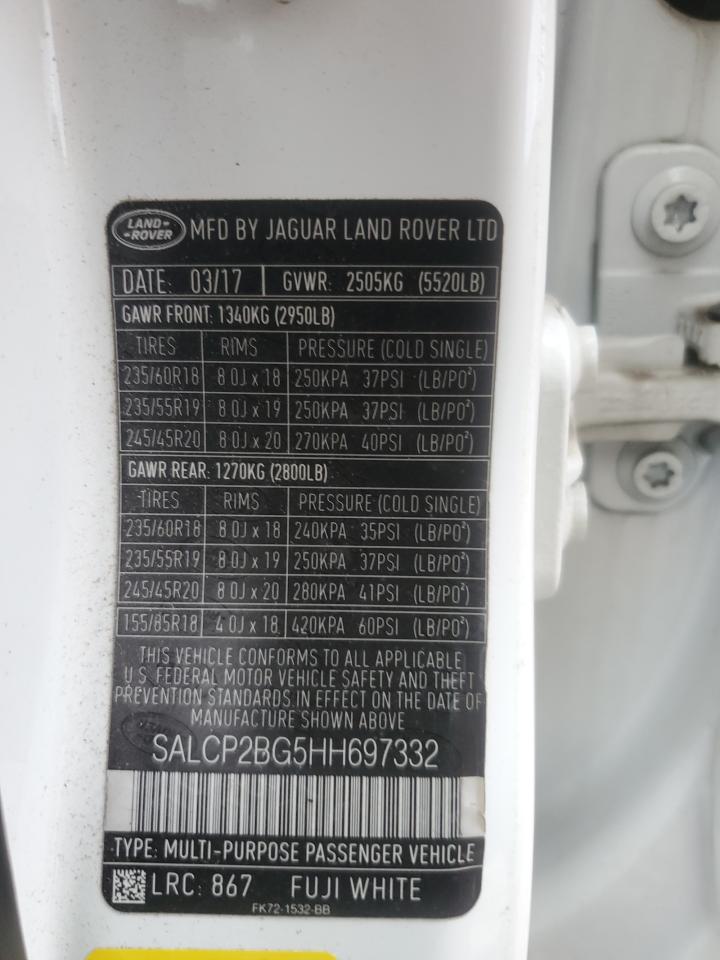 LAND-
-ROVER
MFD BY JAGUAR LAND ROVER LTD
DATE: 03/17 GVWR: 2505KG (5520LB)
GAWR FRONT: 1340KG (2950LB)
TIRES RIMS PRESSURE (COLD SINGLE)
235/60R18 8.0J x 18 250KPA 37PSI (LB/PO²)
235/55R19 8.0J x 19 250KPA 37PSI (LB/PO²)
245/45R20 8.0J x 20 270KPA 40PSI (LB/PO²)
GAWR REAR: 1270KG (2800LB)
TIRES RIMS PRESSURE (COLD SINGLE)
235/60R18 8.0J x 18 240KPA 35PSI (LB/PO²)
235/55R19 8.0J x 19 250KPA 37PSI (LB/PO²)
245/45R20 8.0J x 20 280KPA 41PSI (LB/PO²)
155/85R18 4.0J x 18 420KPA 60PSI (LB/PO²)
THIS VEHICLE CONFORMS TO ALL APPLICABLE
U.S. FEDERAL MOTOR VEHICLE SAFETY AND THEFT
PREVENTION STANDARDS IN EFFECT ON THE DATE OF
MANUFACTURE SHOWN ABOVE
SALCP2BG5HH697332
TYPE: MULTI-PURPOSE PASSENGER VEHICLE
LRC: 867 FUJI WHITE
FK72-1532-BB